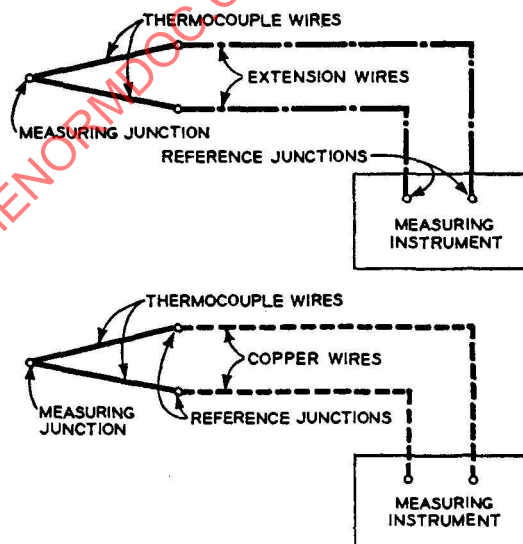 THERMOCOUPLE WIRES
EXTENSION WIRES
MEASURING JUNCTION
REFERENCE JUNCTIONS
MEASURING
INSTRUMENT
THERMOCOUPLE WIRES
COPPER WIRES
MEASURING
JUNCTION
REFERENCE JUNCTIONS
MEASURING
INSTRUMENT
ENORMDOC